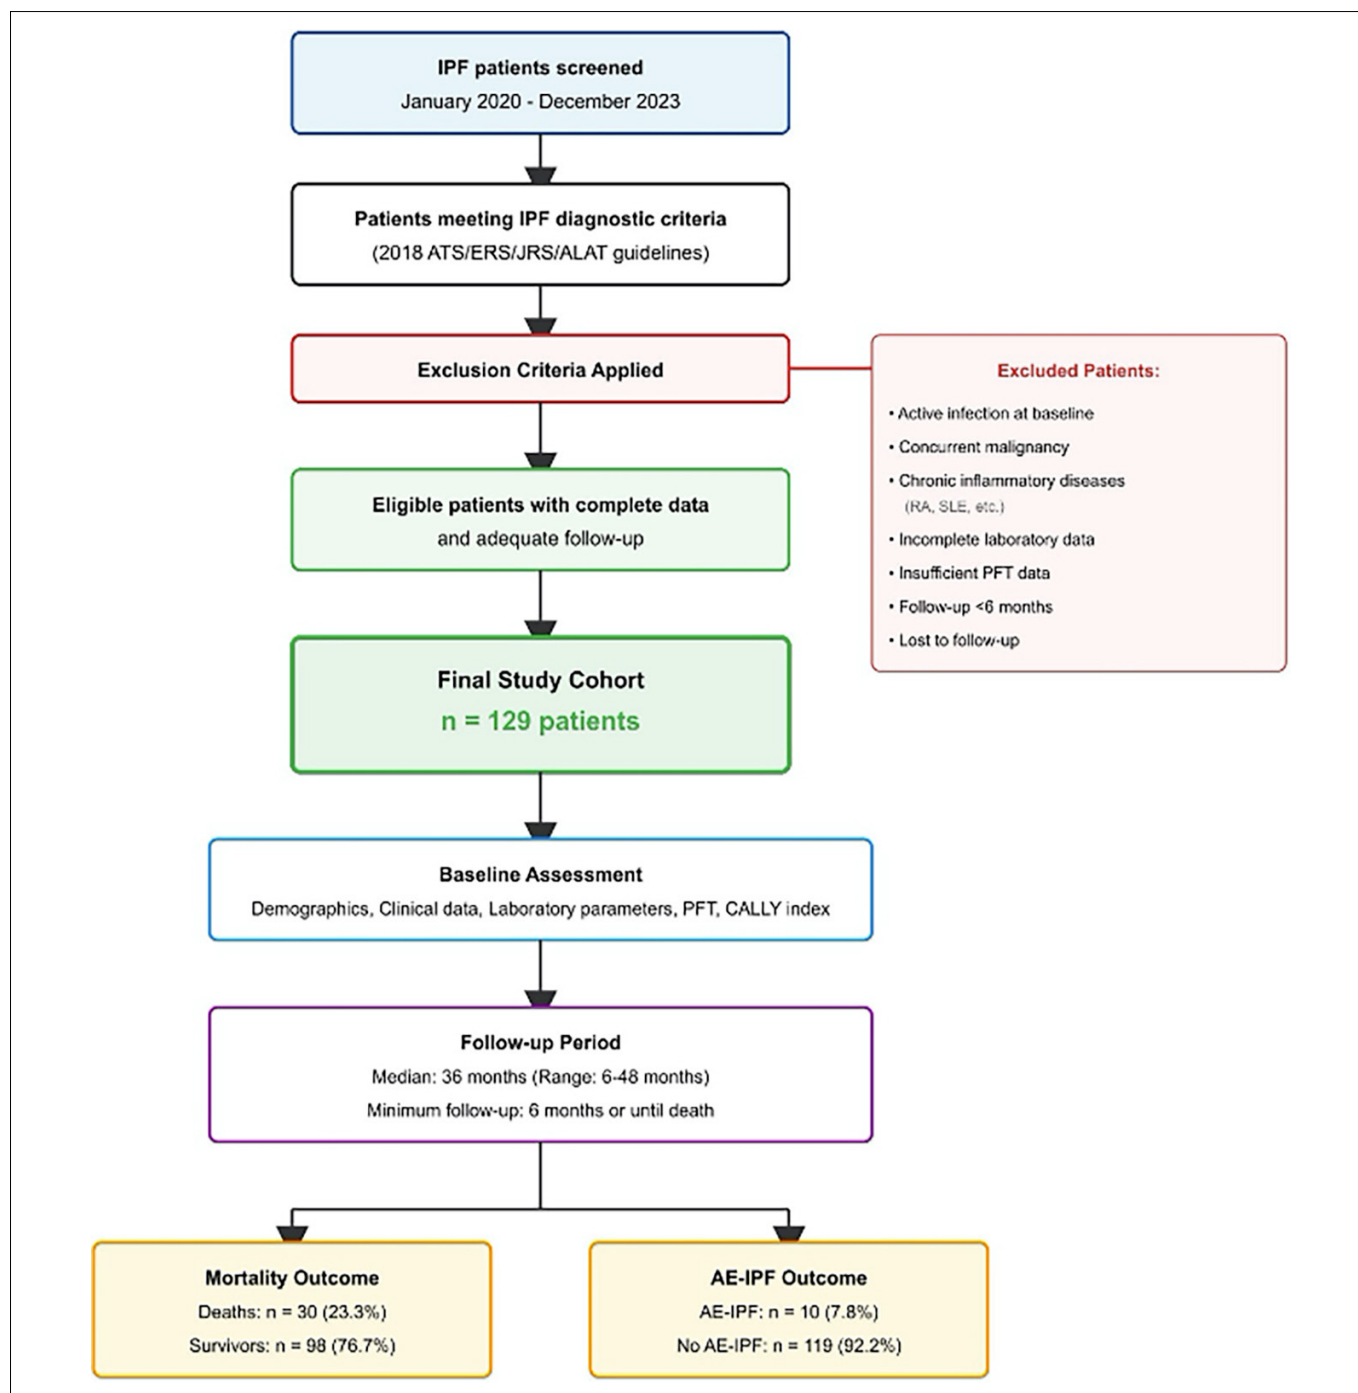 IPF patients screened
January 2020 - December 2023
Patients meeting IPF diagnostic criteria
(2018 ATS/ERS/JRS/ALAT guidelines)
Exclusion Criteria Applied
Excluded Patients:
• Active infection at baseline
• Concurrent malignancy
• Chronic inflammatory diseases
(RA, SLE, etc.)
• Incomplete laboratory data
• Insufficient PFT data
• Follow-up <6 months
• Lost to follow-up
Eligible patients with complete data
and adequate follow-up
Final Study Cohort
n = 129 patients
Baseline Assessment
Demographics, Clinical data, Laboratory parameters, PFT, CALLY index
Follow-up Period
Median: 36 months (Range: 6-48 months)
Minimum follow-up: 6 months or until death
Mortality Outcome
Deaths: n = 30 (23.3%)
Survivors: n = 98 (76.7%)
AE-IPF Outcome
AE-IPF: n = 10 (7.8%)
No AE-IPF: n = 119 (92.2%)